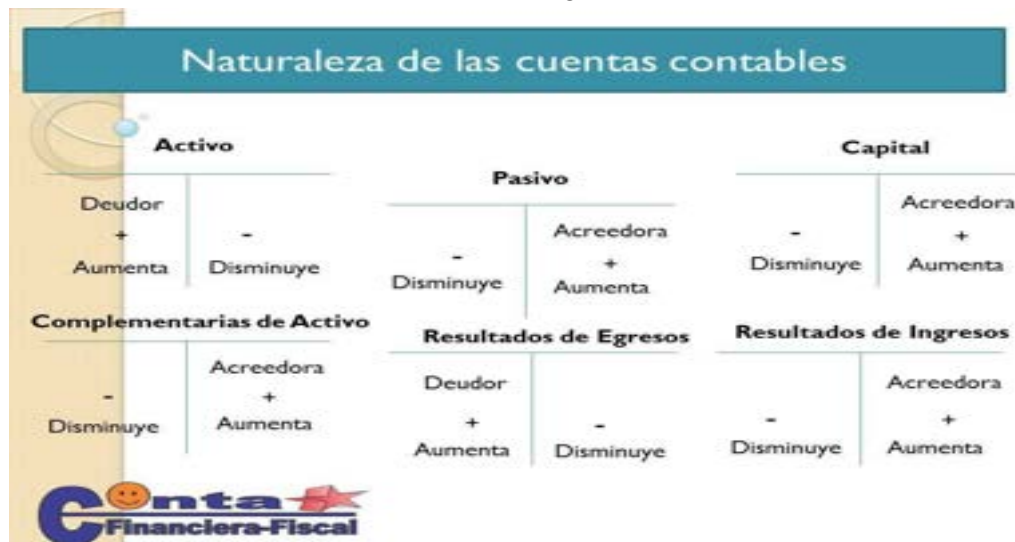 Naturaleza de las cuentas contables
Activo
Deudor
+
Aumenta
-
Disminuye
Pasivo
-
Disminuye
Acreedora
+
Aumenta
Capital
-
Disminuye
Acreedora
+
Aumenta
Complementarias de Activo
-
Disminuye
Acreedora
+
Aumenta
Resultados de Egresos
Deudor
+
Aumenta
-
Disminuye
Resultados de Ingresos
-
Disminuye
Acreedora
+
Aumenta
Conta
Financiera-Fiscal